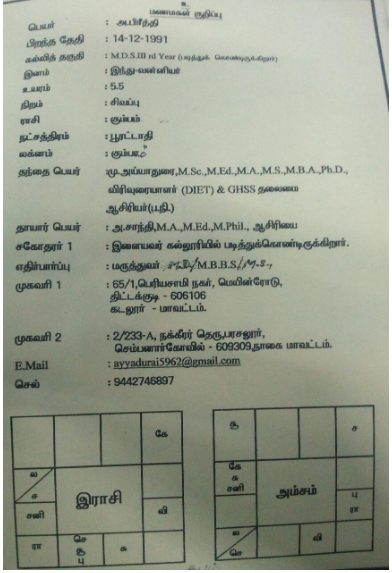 உ
மணமகள் குறிப்பு
பெயர் : அ.பிரீத்தி
பிறந்த தேதி : 14-12-1991
கல்வித் தகுதி : M.D.S.III rd Year (படித்துக் கொண்டிருக்கிறார்)
இனம் : இந்து-வன்னியர்
உயரம் : 5.5
நிறம் : சிவப்பு
ராசி : கும்பம்
நட்சத்திரம் : பூரட்டாதி
லக்னம் : கும்பம்
தந்தை பெயர் :மு.அய்யாதுரை,M.Sc.,M.Ed.,M.A.,M.S.,M.B.A.,Ph.D.,
விரிவுரையாளர் (DIET) & GHSS தலைமை
ஆசிரியர்(பநி.)
தாயார் பெயர் : அ.சாந்தி,M.A.,M.Ed.,M.Phil., ஆசிரியை
சகோதரர் 1 : இளையவர் கல்லூரியில் படித்துக்கொண்டிருக்கிறார்.
எதிர்பார்ப்பு : மருத்துவர் M.B.B.S/M.S.,
முகவரி 1 : 65/1,பெரியசாமி நகர், மெயின்ரோடு,
திட்டக்குடி - 606106
கடலூர் - மாவட்டம்.
முகவரி 2 : 2/233-A, நக்கீரர் தெரு,பரசலூர்,
செம்பனார்கோவில் - 609309,நாகை மாவட்டம்.
E.Mail : ayyadurai5962@gmail.com
செல் : 9442746897
கே
ல
ச
இராசி
சனி
வி
ரா
செ
சூ
பு
சு
சூ
ச
கே
சு
சனி
அம்சம்
பு
ரா
ல
செ
வி